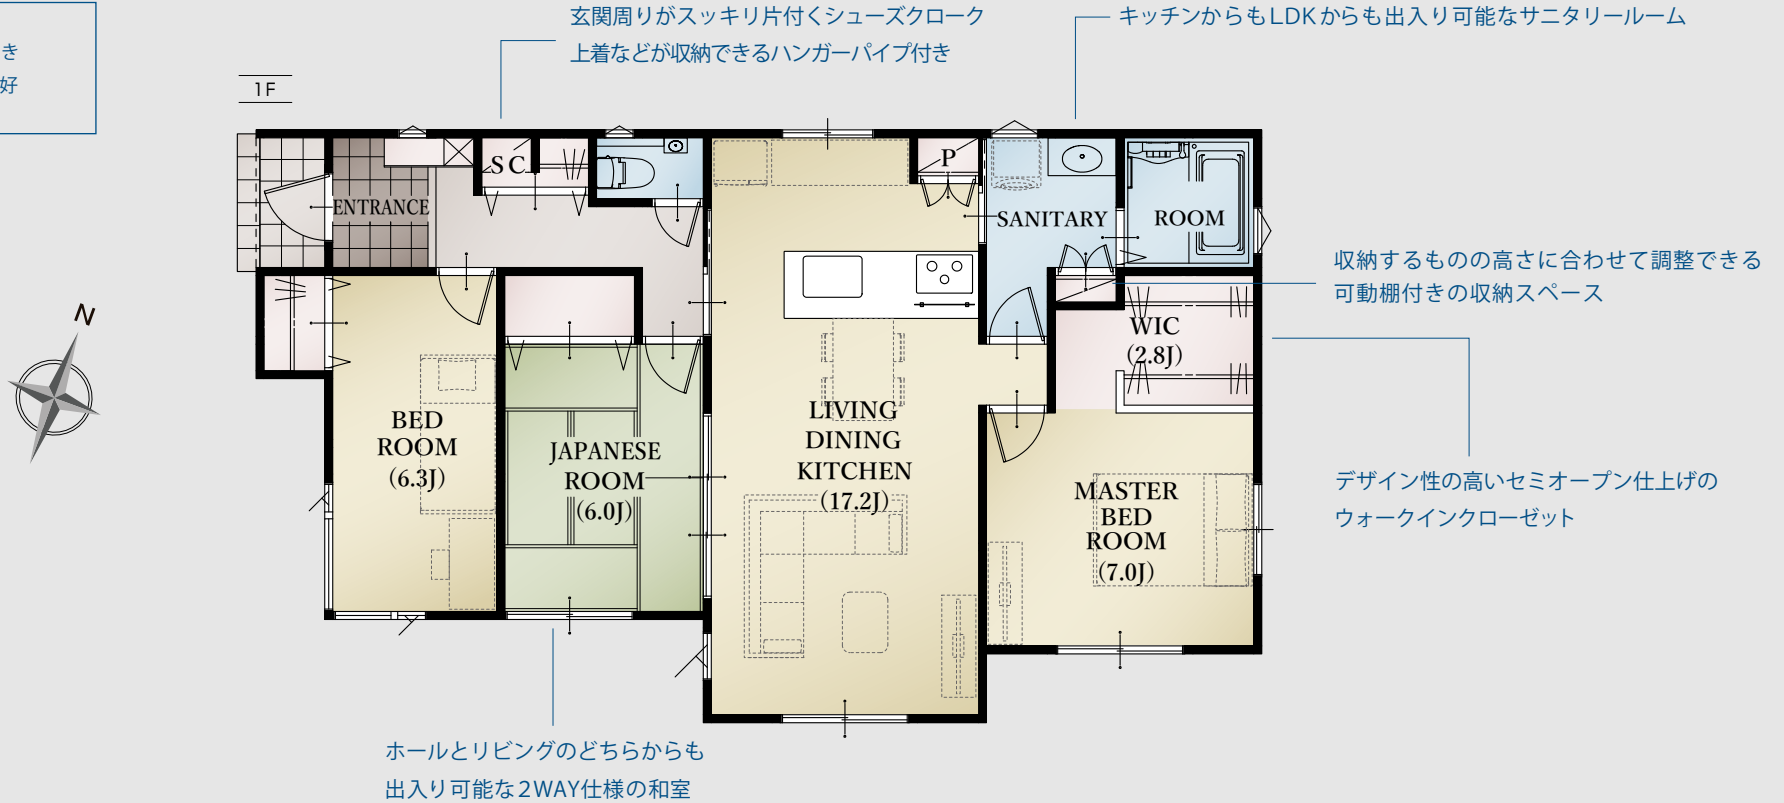 き
好
玄関周りがスッキリ片付くシューズクローク
上着などが収納できるハンガーパイプ付き
キッチンからもLDKからも出入り可能なサニタリールーム
1F
N
ENTRANCE
SC
P
SANITARY
ROOM
収納するものの高さに合わせて調整できる
可動棚付きの収納スペース
WIC
(2.8J)
BED
ROOM
(6.3J)
JAPANESE
ROOM
(6.0J)
LIVING
DINING
KITCHEN
(17.2J)
MASTER
BED
ROOM
(7.0J)
デザイン性の高いセミオープン仕上げの
ウォークインクローゼット
ホールとリビングのどちらからも
出入り可能な2WAY仕様の和室